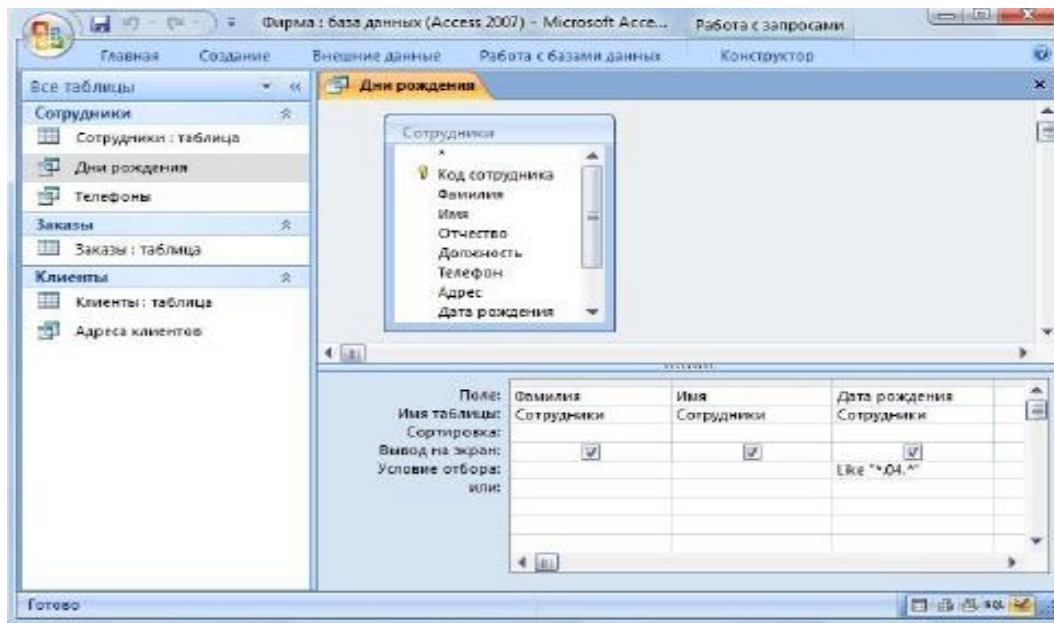 Фирма : база данных (Access 2007) - Microsoft Acce...
Работа с запросами
Главная Создание Внешние данные Работа с базами данных Конструктор
Все таблицы
Сотрудники
Сотрудники : таблица
Дни рождения
Телефоны
Заказы
Заказы : таблица
Клиенты
Клиенты : таблица
Адреса клиентов
Дни рождения
Сотрудники
*
Код сотрудника
Фамилия
Имя
Отчество
Должность
Телефон
Адрес
Дата рождения
Поле: Фамилия Имя Дата рождения
Имя таблицы: Сотрудники Сотрудники Сотрудники
Сортировка:
Вывод на экран:
Условие отбора: Like "*.04.*"
или:
Готово
SQL